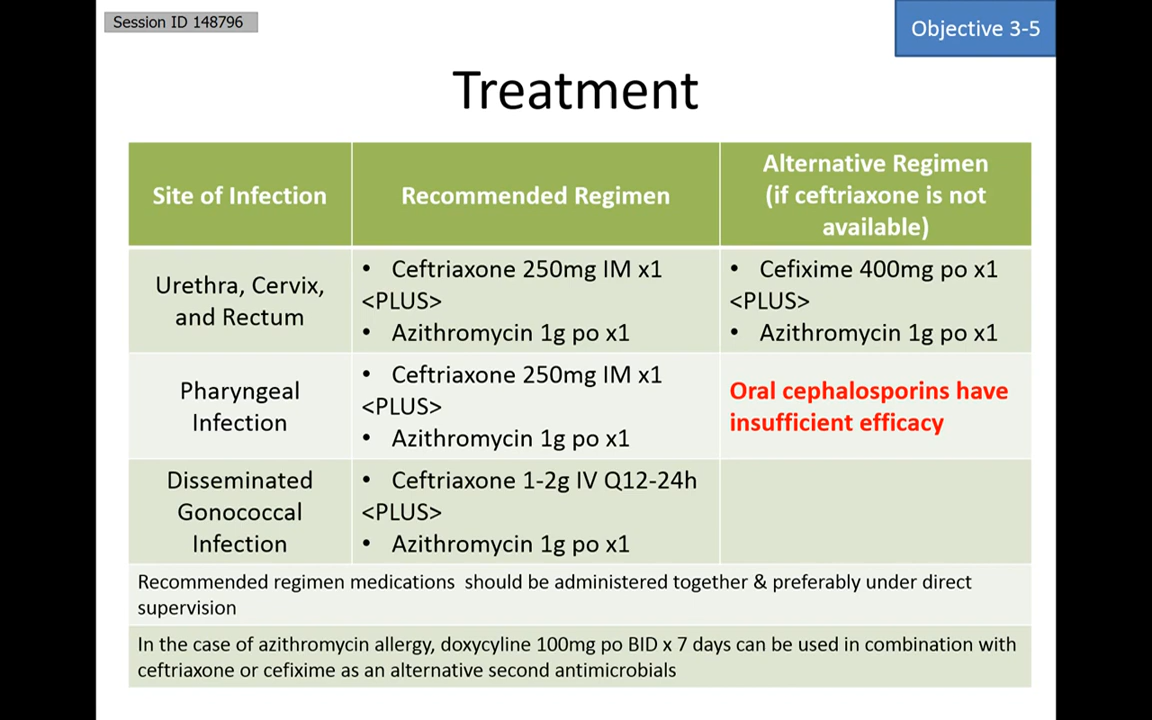 Session ID 148796
Objective 3-5
Treatment
Site of Infection
Recommended Regimen
Alternative Regimen
(if ceftriaxone is not
available)
Urethra, Cervix,
and Rectum
• Ceftriaxone 250mg IM x1
<PLUS>
• Azithromycin 1g po x1
• Cefixime 400mg po x1
<PLUS>
• Azithromycin 1g po x1
Pharyngeal
Infection
• Ceftriaxone 250mg IM x1
<PLUS>
• Azithromycin 1g po x1
Oral cephalosporins have
insufficient efficacy
Disseminated
Gonococcal
Infection
• Ceftriaxone 1-2g IV Q12-24h
<PLUS>
• Azithromycin 1g po x1
Recommended regimen medications should be administered together & preferably under direct
supervision
In the case of azithromycin allergy, doxycyline 100mg po BID x 7 days can be used in combination with
ceftriaxone or cefixime as an alternative second antimicrobials